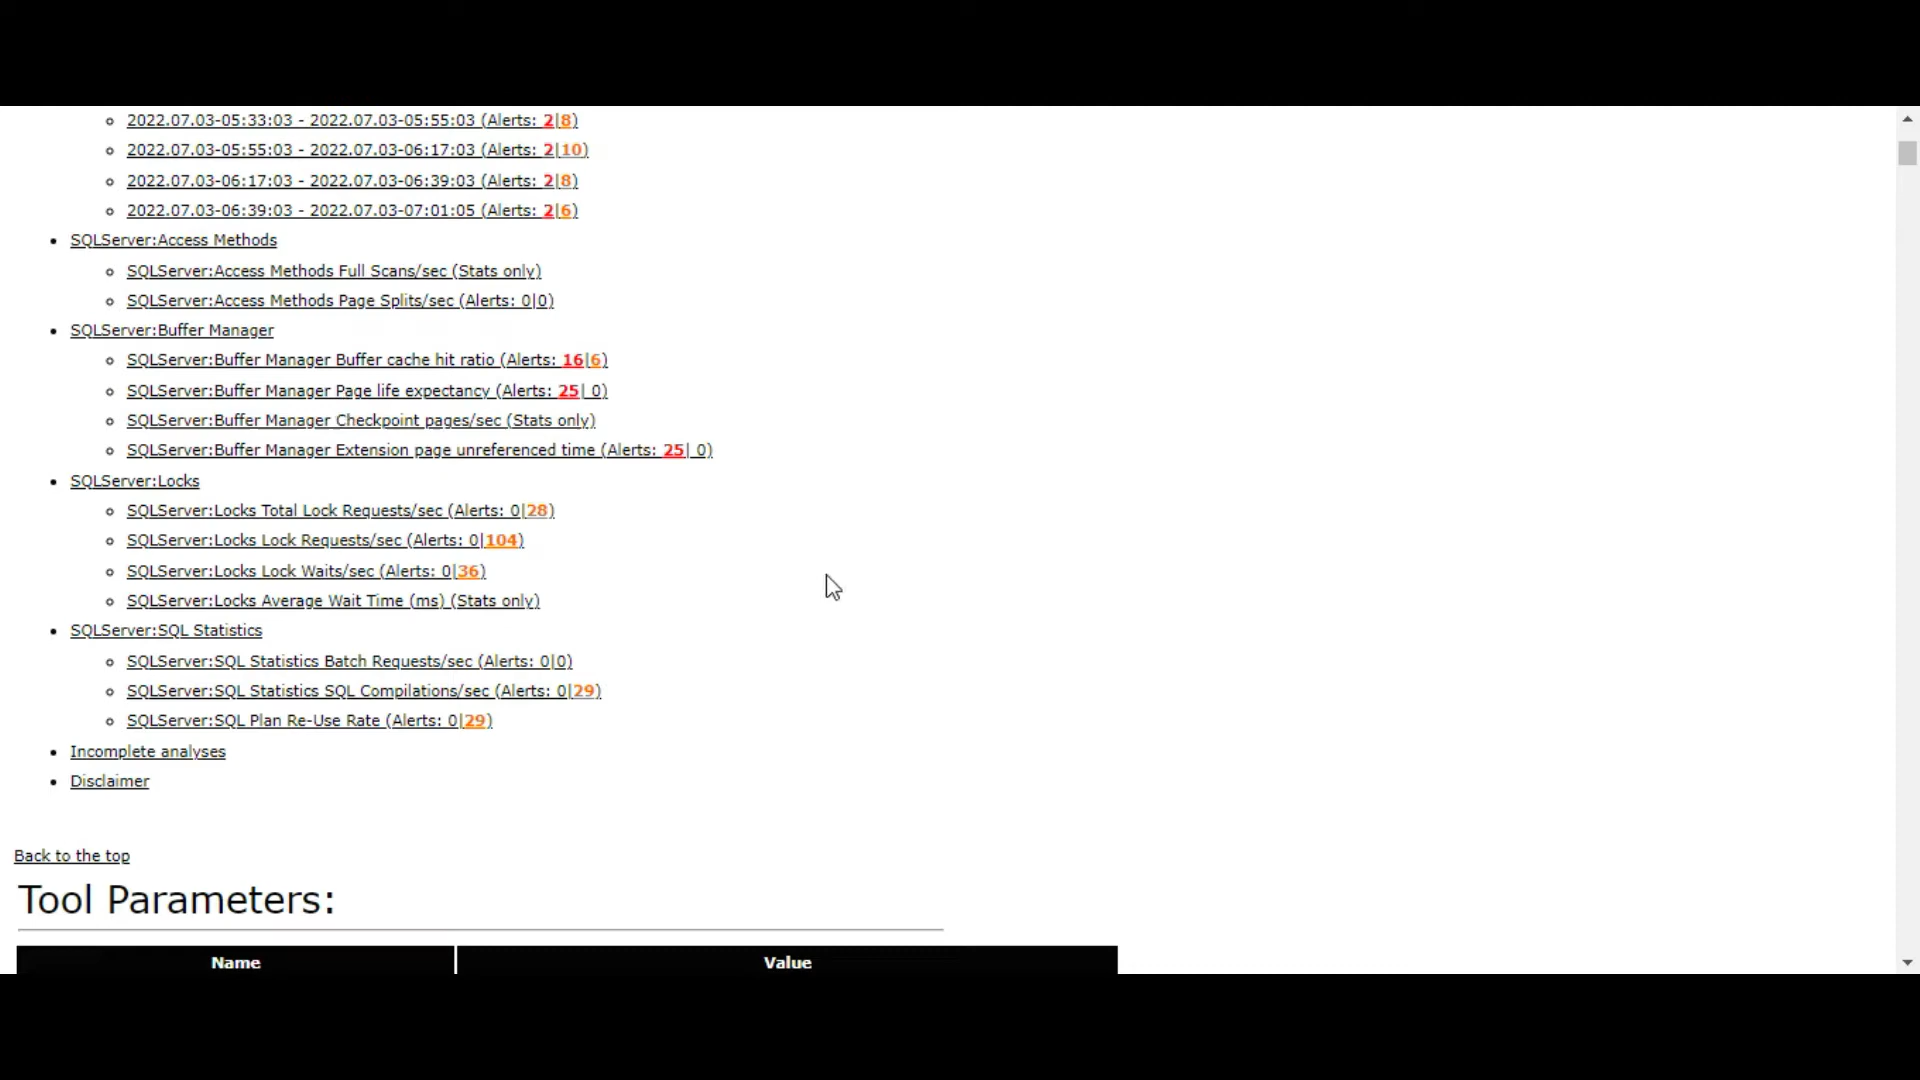 2022.07.03-05:33:03 - 2022.07.03-05:55:03 (Alerts: 2|8)
2022.07.03-05:55:03 - 2022.07.03-06:17:03 (Alerts: 2|10)
2022.07.03-06:17:03 - 2022.07.03-06:39:03 (Alerts: 2|8)
2022.07.03-06:39:03 - 2022.07.03-07:01:05 (Alerts: 2|6)
SQLServer:Access Methods
SQLServer:Access Methods Full Scans/sec (Stats only)
SQLServer:Access Methods Page Splits/sec (Alerts: 0|0)
SQLServer:Buffer Manager
SQLServer:Buffer Manager Buffer cache hit ratio (Alerts: 16|6)
SQLServer:Buffer Manager Page life expectancy (Alerts: 25| 0)
SQLServer:Buffer Manager Checkpoint pages/sec (Stats only)
SQLServer:Buffer Manager Extension page unreferenced time (Alerts: 25| 0)
SQLServer:Locks
SQLServer:Locks Total Lock Requests/sec (Alerts: 0|28)
SQLServer:Locks Lock Requests/sec (Alerts: 0|104)
SQLServer:Locks Lock Waits/sec (Alerts: 0|36)
SQLServer:Locks Average Wait Time (ms) (Stats only)
SQLServer:SQL Statistics
SQLServer:SQL Statistics Batch Requests/sec (Alerts: 0|0)
SQLServer:SQL Statistics SQL Compilations/sec (Alerts: 0|29)
SQLServer:SQL Plan Re-Use Rate (Alerts: 0|29)
Incomplete analyses
Disclaimer
Back to the top
Tool Parameters:
Name Value